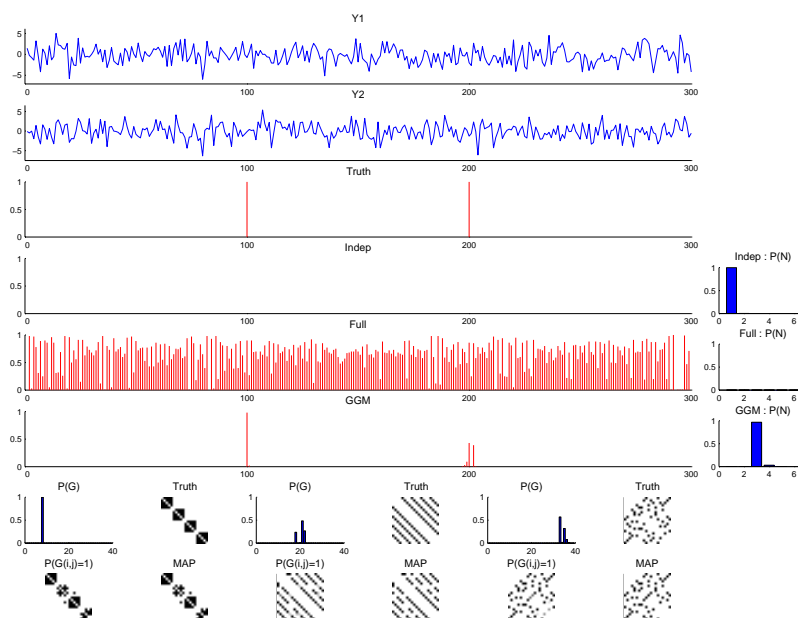 Y1
5
0
−5
0 100 200 300
Y2
5
0
−5
0 100 200 300
Truth
1
0.5
0
0 100 200 300
Indep
1
0.5
0
0 100 200 300
Indep : P(N)
1
0.5
0
0 2 4 6
Full
1
0.5
0
0 100 200 300
Full : P(N)
1
0.5
0
0 2 4 6
GGM
1
0.5
0
0 100 200 300
GGM : P(N)
1
0.5
0
0 2 4 6
P(G) Truth P(G) Truth P(G) Truth
1 1 1
0.5 0.5 0.5
0 0 0
0 20 40 0 20 40 0 20 40
P(G(i,j)=1) MAP P(G(i,j)=1) MAP P(G(i,j)=1) MAP